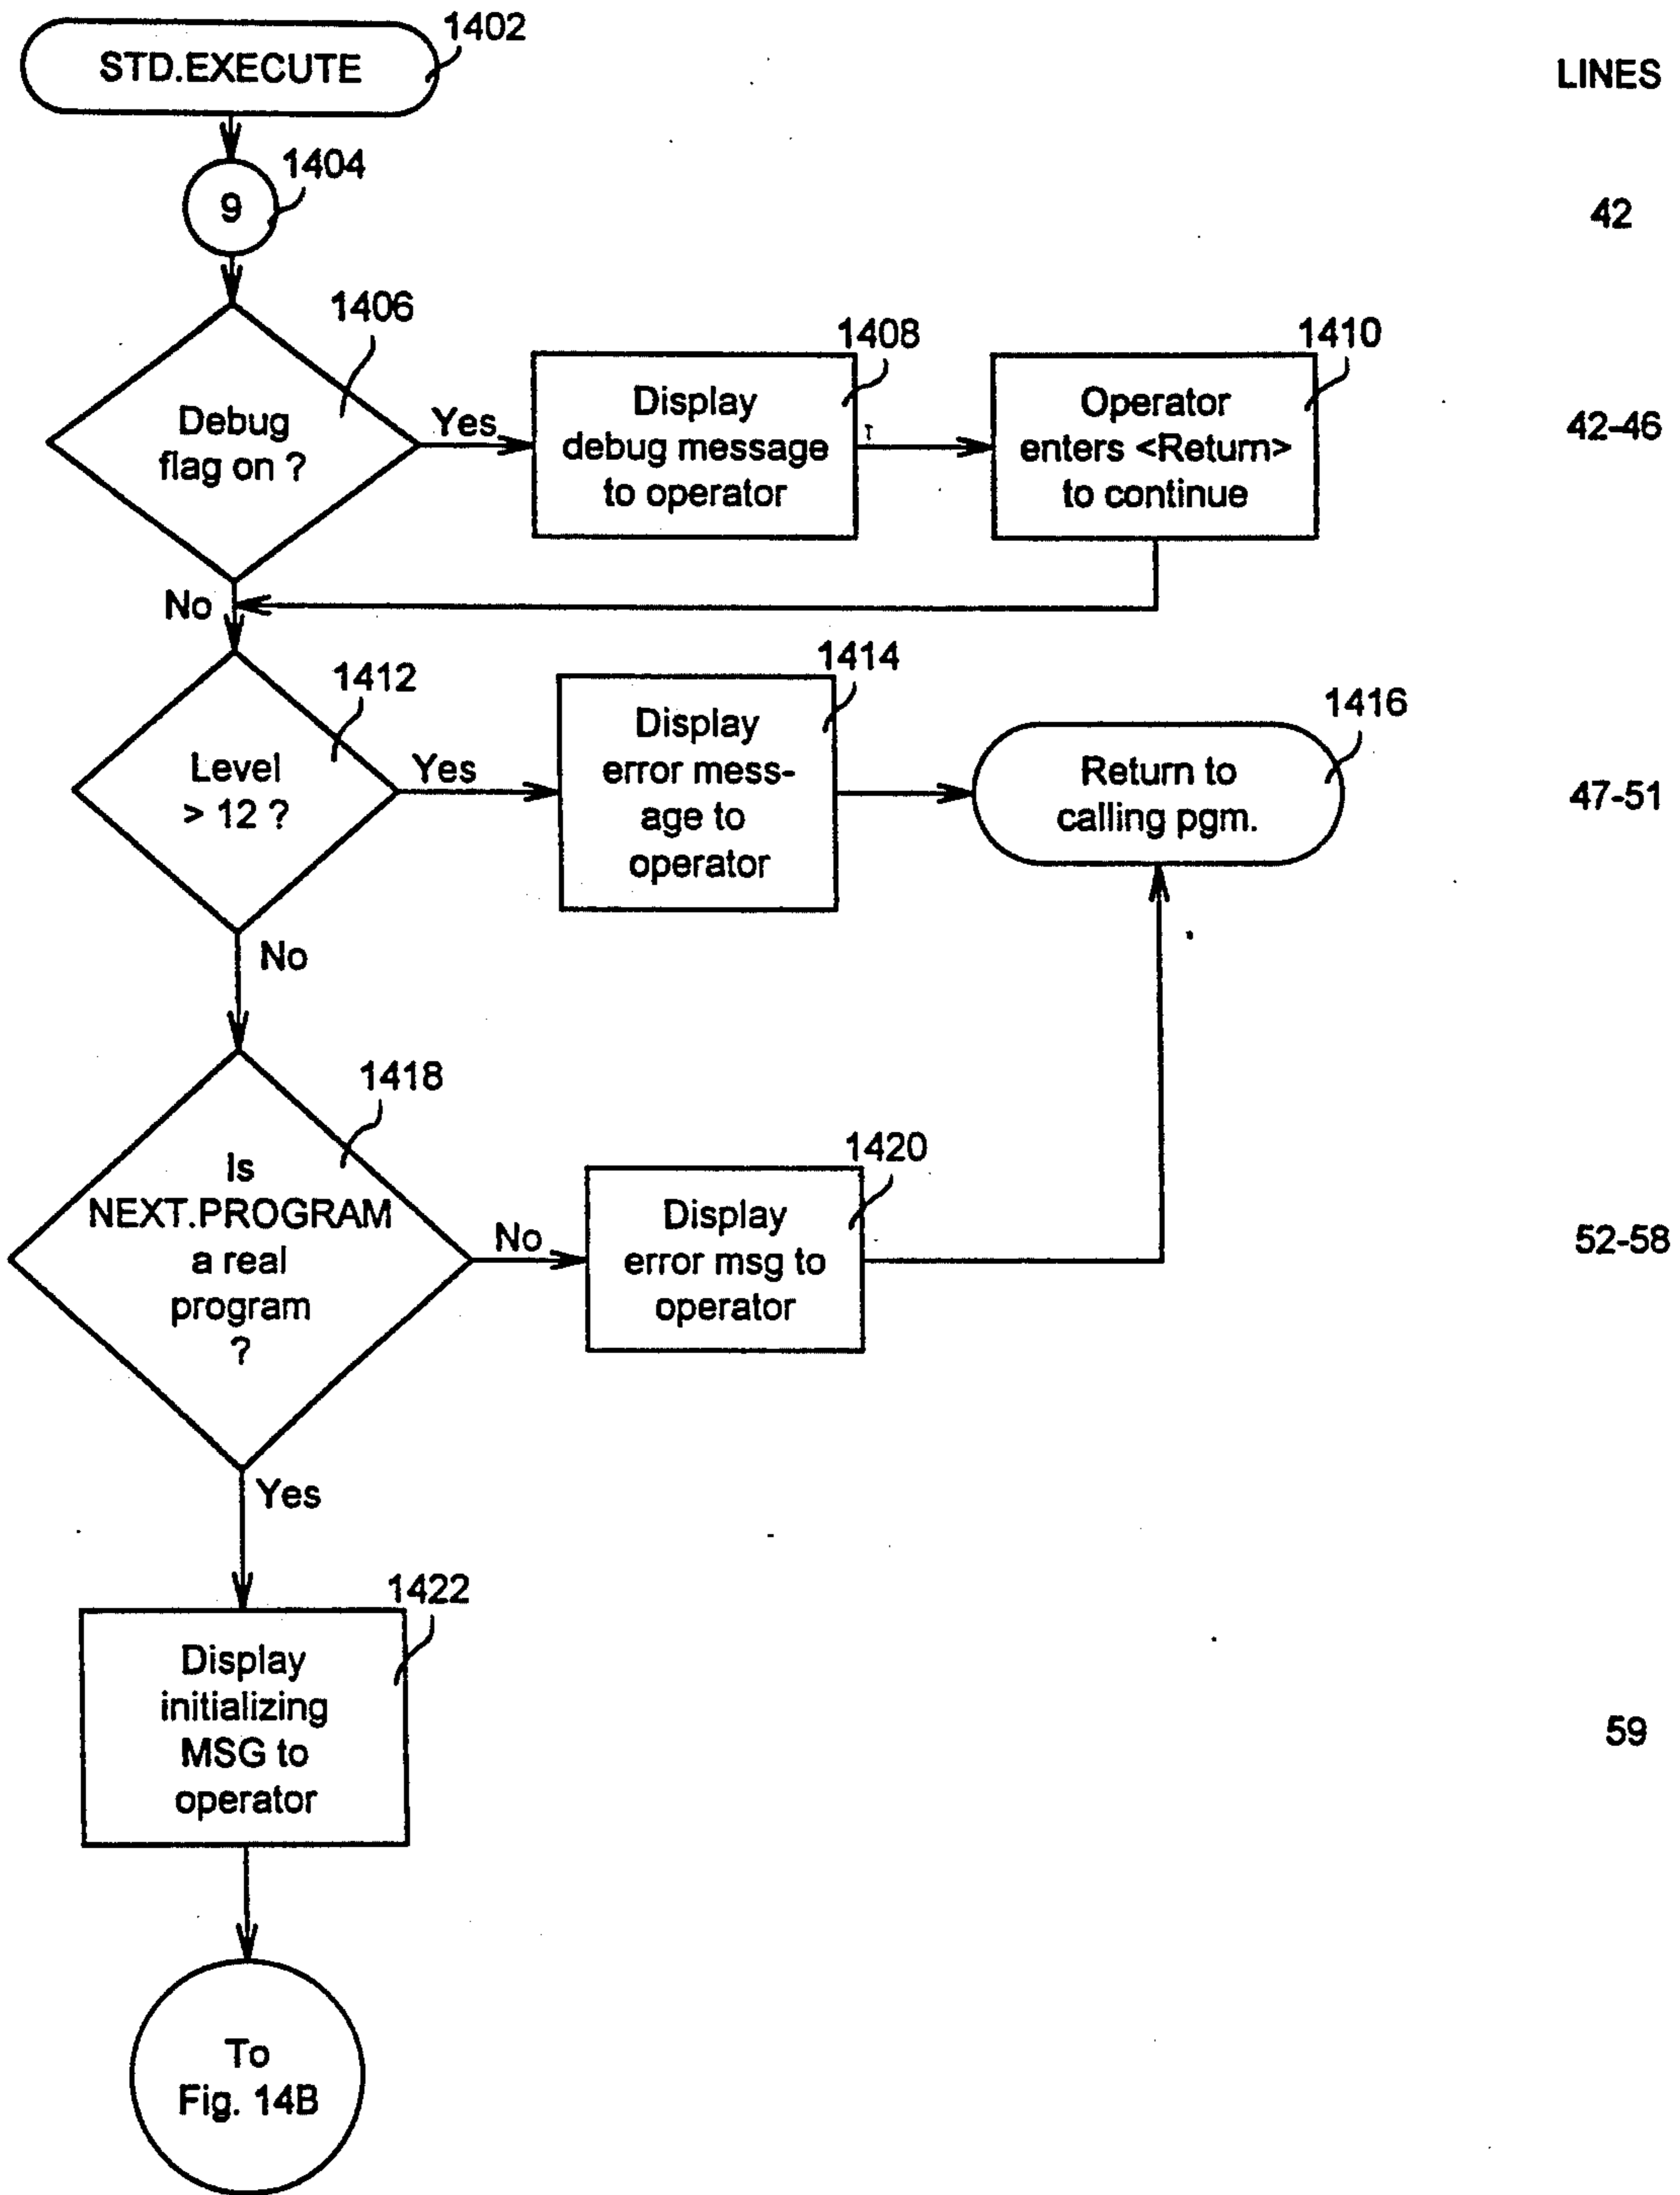 1402
STD.EXECUTE
LINES
1404
9
42
1406
1408
1410
Debug
flag on ?
Yes
Display
debug message
to operator
Operator
enters <Return>
to continue
42-46
No
1412
1414
1416
Level
> 12 ?
Yes
Display
error mess-
age to
operator
Return to
calling pgm.
47-51
No
1418
1420
Is
NEXT.PROGRAM
a real
program
?
No
Display
error msg to
operator
52-58
Yes
1422
Display
initializing
MSG to
operator
59
To
Fig. 14B